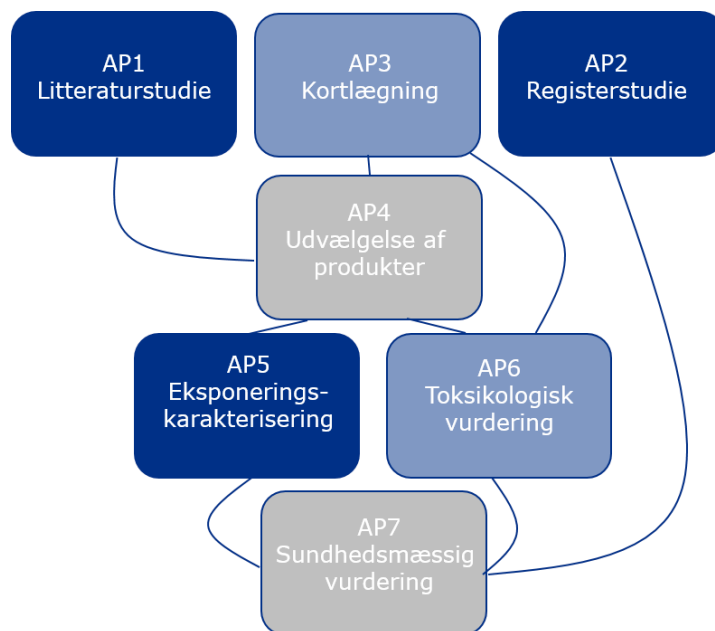 AP1
Litteraturstudie
AP3
Kortlægning
AP2
Registerstudie
AP4
Udvælgelse af
produkter
AP5
Eksponerings-
karakterisering
AP6
Toksikologisk
vurdering
AP7
Sundhedsmæssig
vurdering